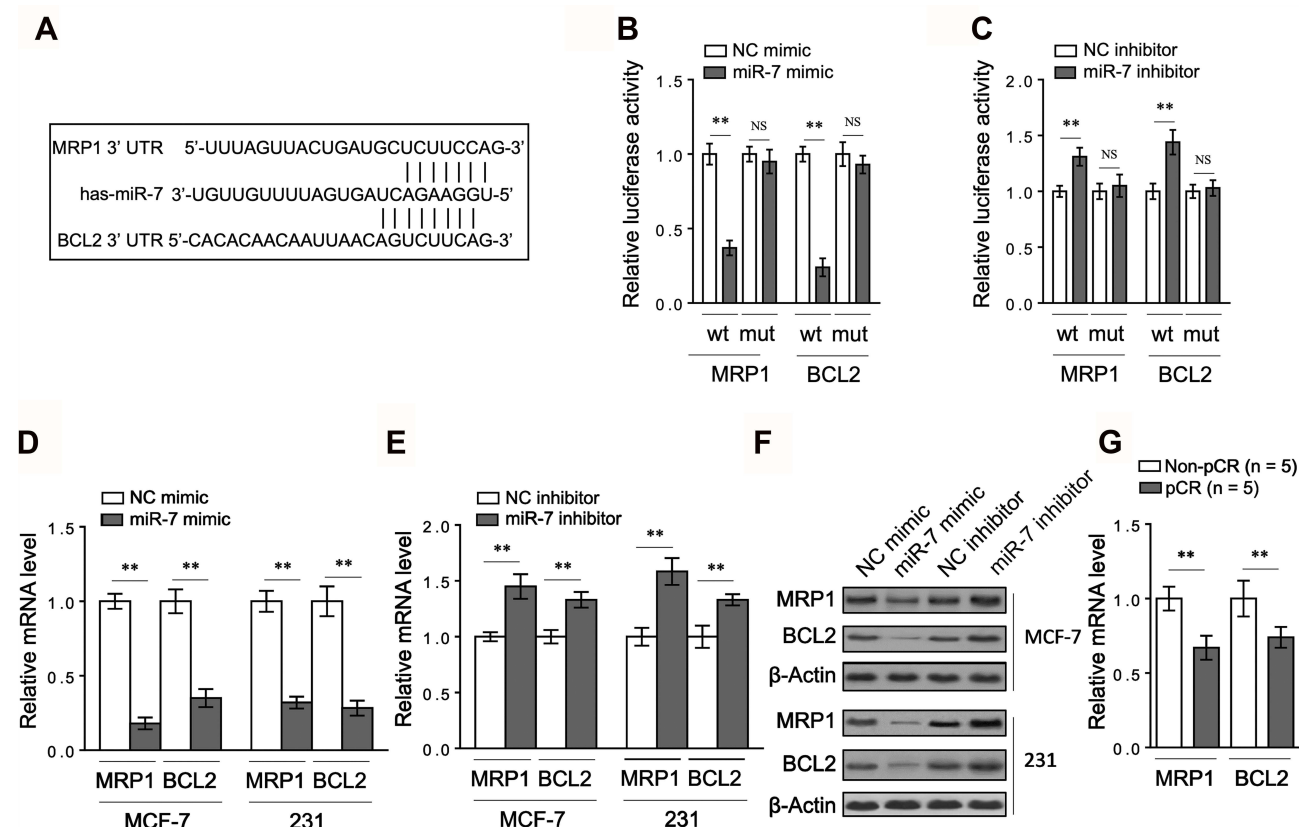 A
MRP1 3’ UTR 5’-UUUAGUUACUGAUGCUCUUCCAG-3’
has-miR-7 3’-UGUUGUUUUAGUGAUCAGAAGGU-5’
BCL2 3’ UTR 5’-CACACAACAAUUAACAGUCUUCAG-3’
B
NC mimic
miR-7 mimic
Relative luciferase activity
1.5
1.0
0.5
0.0
** NS ** NS
wt mut wt mut
MRP1 BCL2
C
NC inhibitor
miR-7 inhibitor
Relative luciferase activity
2.0
1.5
1.0
0.5
0.0
** NS ** NS
wt mut wt mut
MRP1 BCL2
D
NC mimic
miR-7 mimic
Relative mRNA level
1.5
1.0
0.5
0.0
** ** ** **
MRP1 BCL2 MRP1 BCL2
MCF-7 231
E
NC inhibitor
miR-7 inhibitor
Relative mRNA level
2.0
1.5
1.0
0.5
0.0
** ** ** **
MRP1 BCL2 MRP1 BCL2
MCF-7 231
F
NC mimic
miR-7 mimic
NC inhibitor
miR-7 inhibitor
MRP1
BCL2
β-Actin
MCF-7
MRP1
BCL2
β-Actin
231
G
Non-pCR (n = 5)
pCR (n = 5)
Relative mRNA level
1.5
1.0
0.5
0.0
** **
MRP1 BCL2